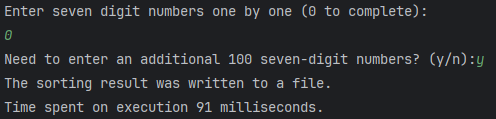 Enter seven digit numbers one by one (0 to complete):
0
Need to enter an additional 100 seven-digit numbers? (y/n):y
The sorting result was written to a file.
Time spent on execution 91 milliseconds.